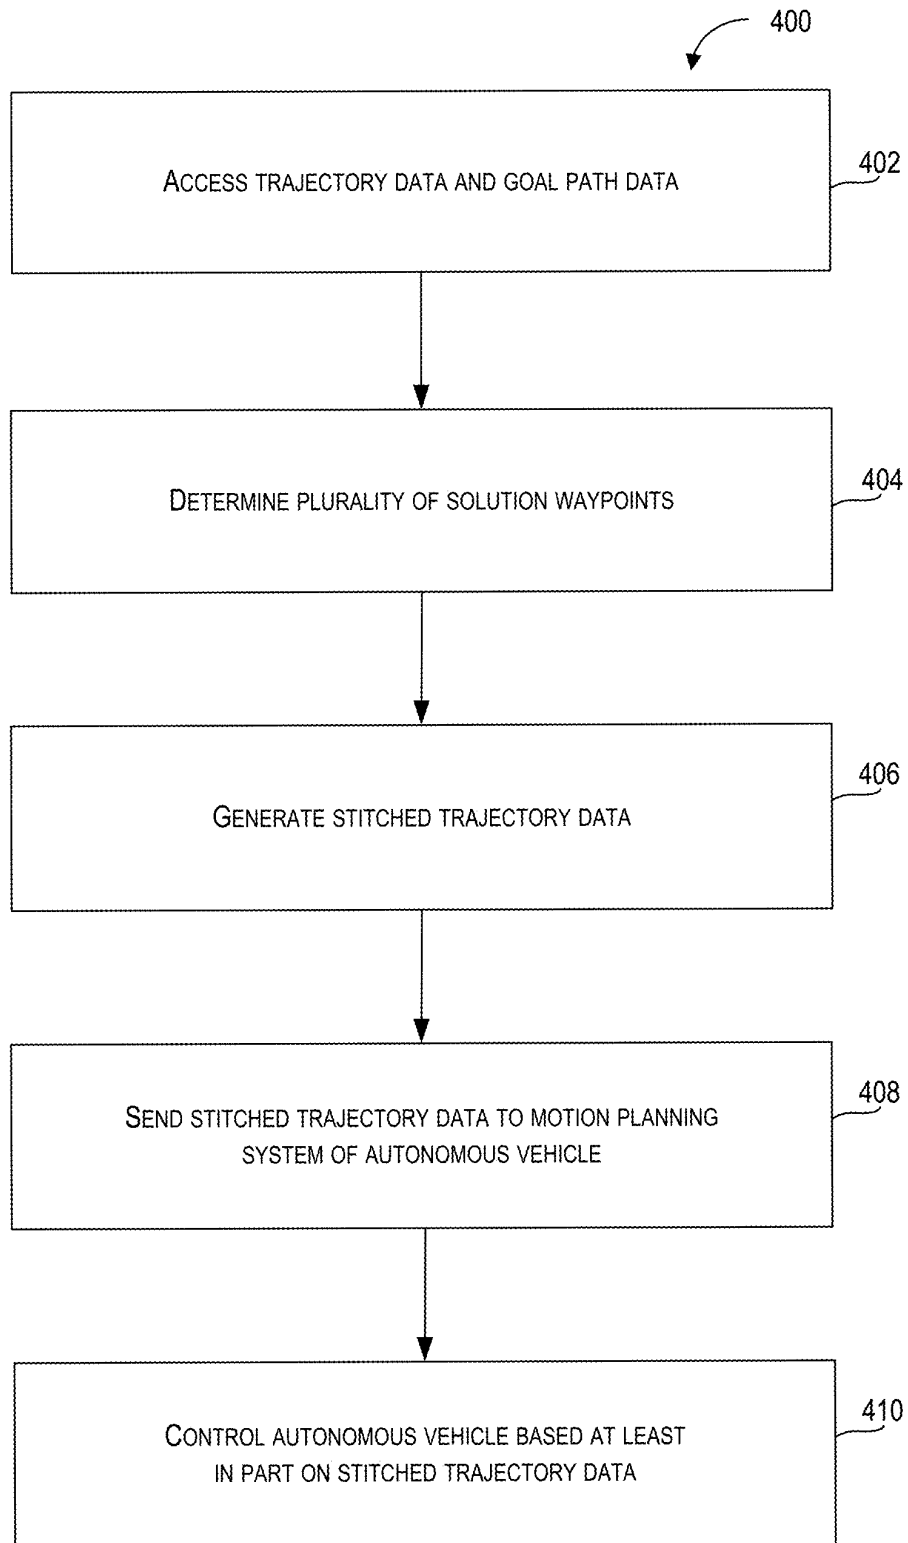 400
ACCESS TRAJECTORY DATA AND GOAL PATH DATA
402
DETERMINE PLURALITY OF SOLUTION WAYPOINTS
404
GENERATE STITCHED TRAJECTORY DATA
406
SEND STITCHED TRAJECTORY DATA TO MOTION PLANNING
SYSTEM OF AUTONOMOUS VEHICLE
408
CONTROL AUTONOMOUS VEHICLE BASED AT LEAST
IN PART ON STITCHED TRAJECTORY DATA
410